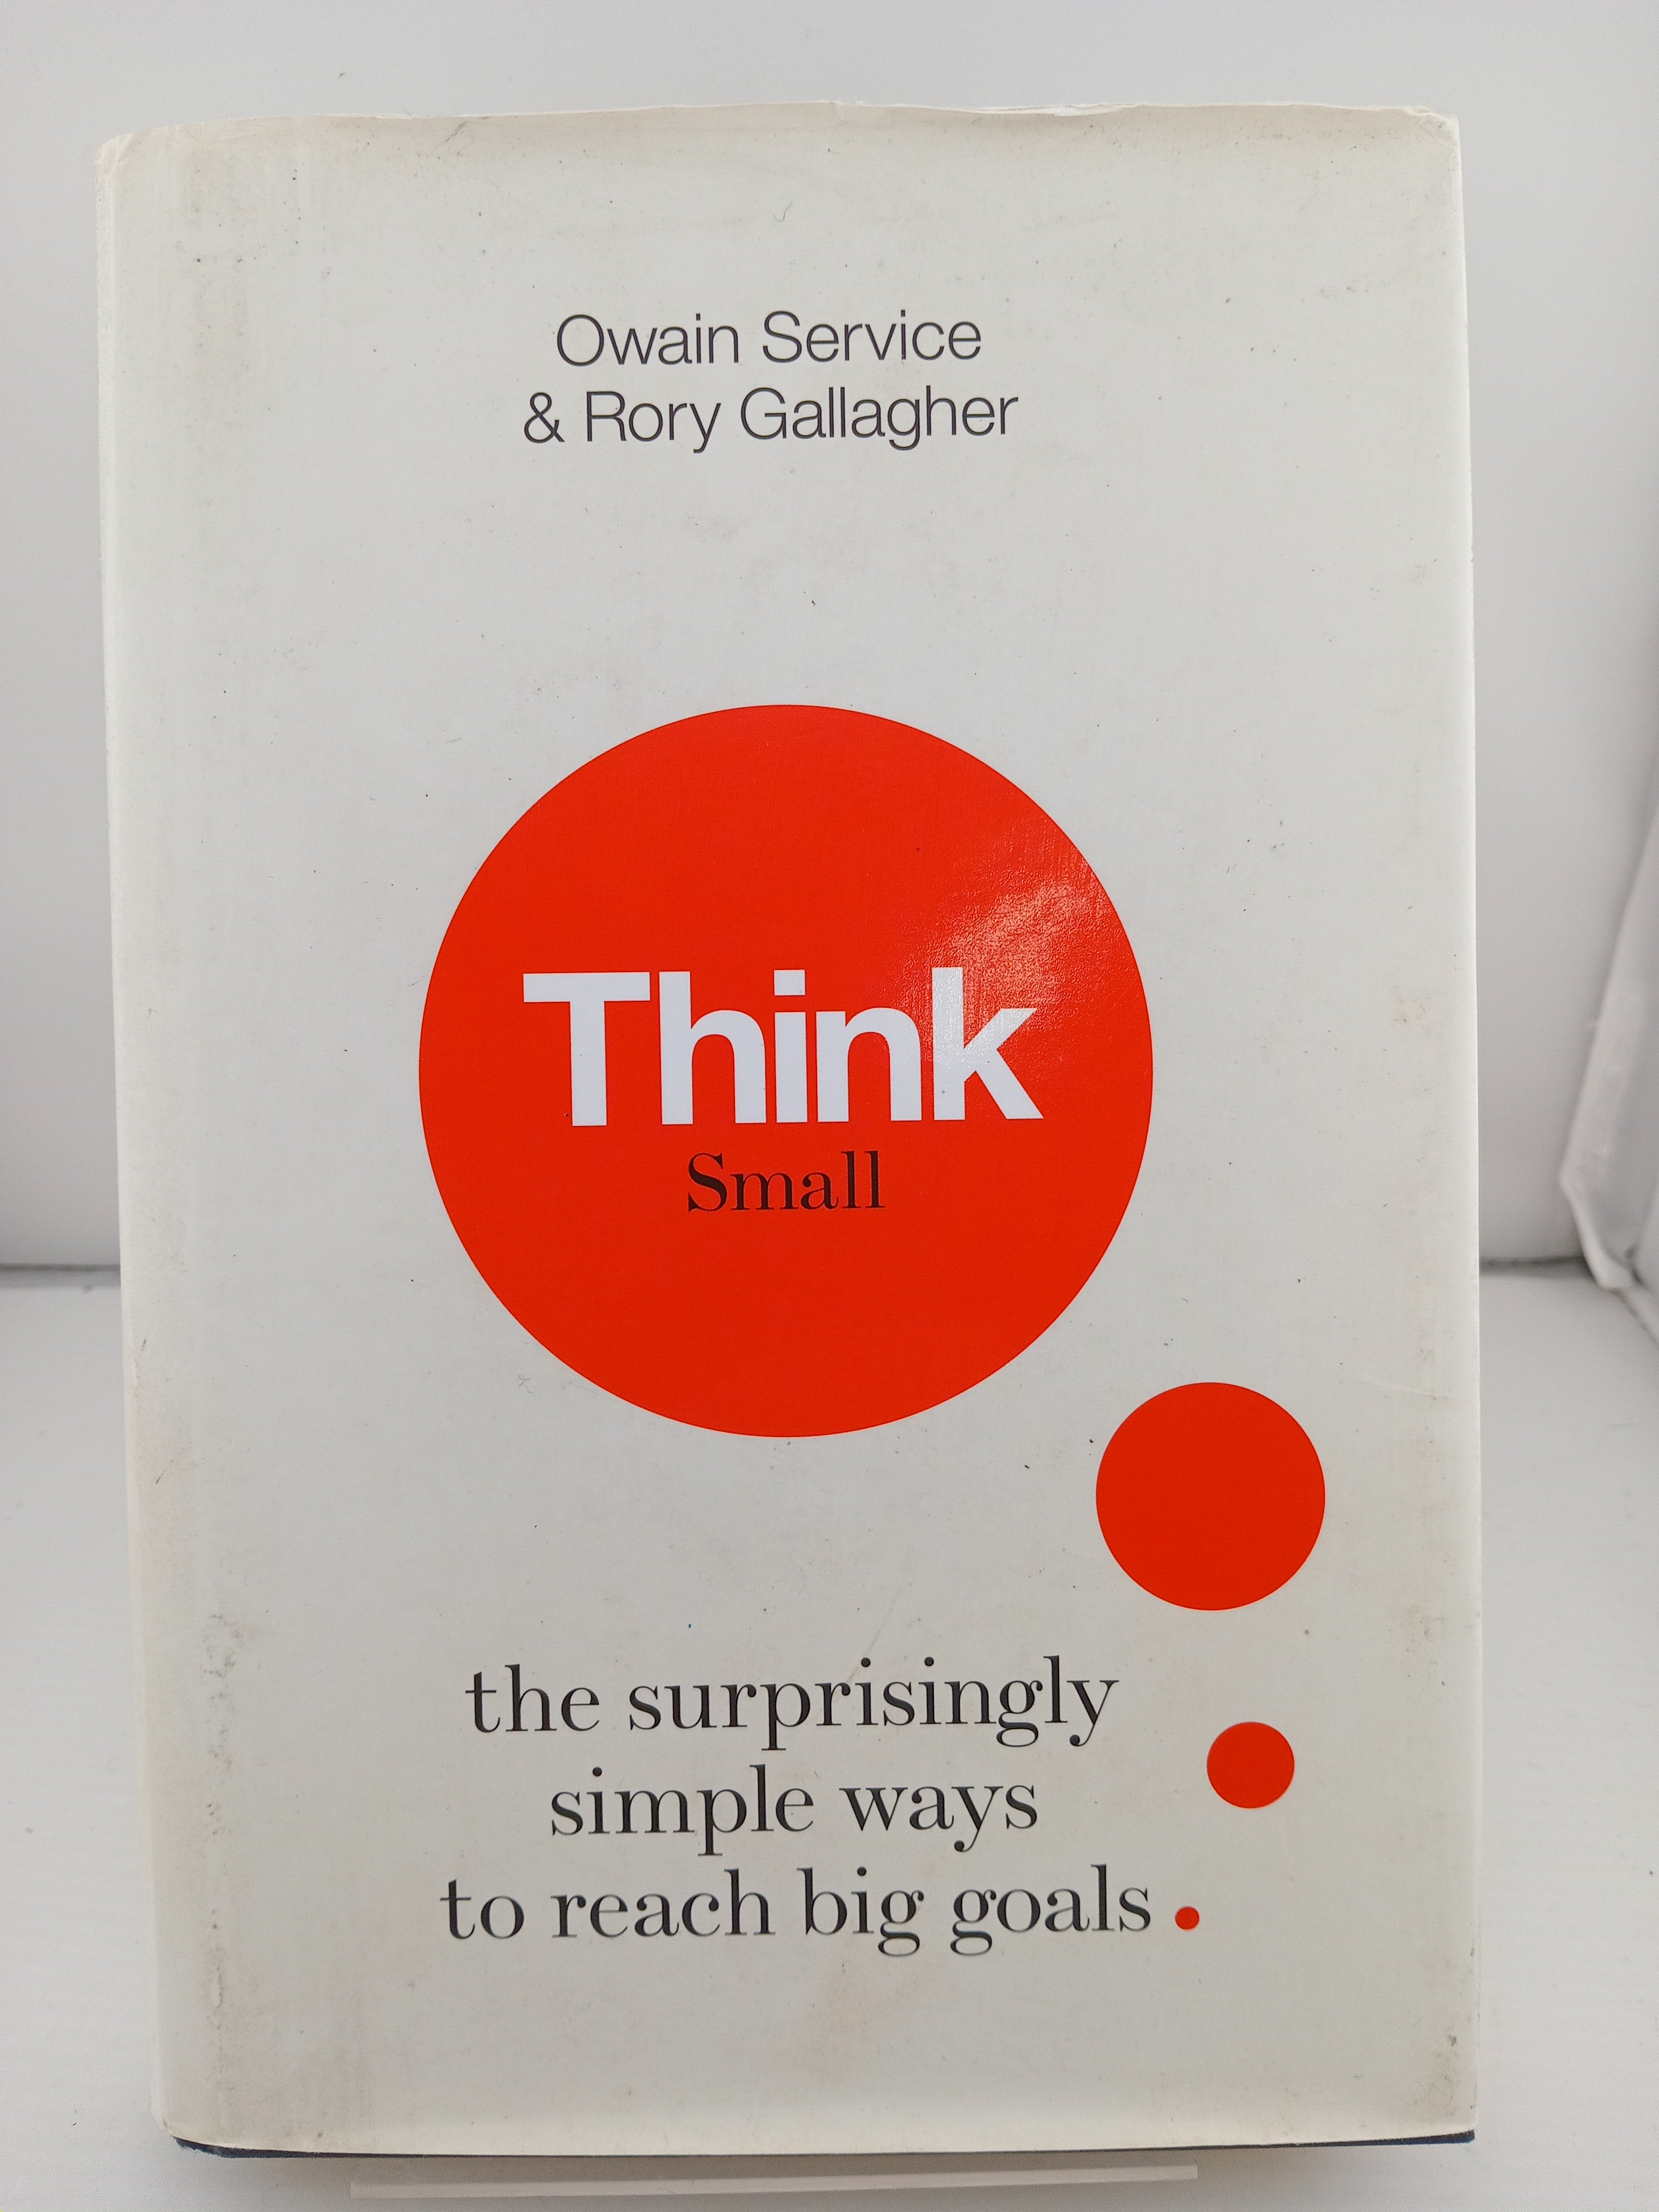 Owain Service
& Rory Gallagher
Think
Small
the surprisingly
simple ways
to reach big goals.